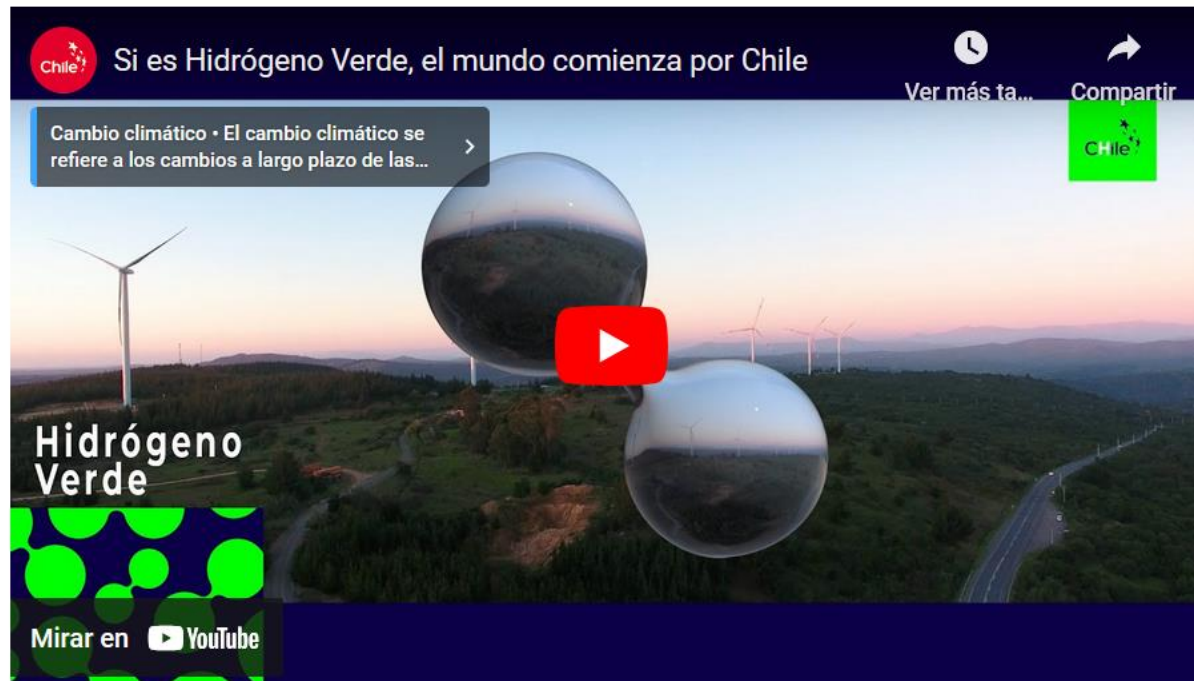 Chile
Si es Hidrógeno Verde, el mundo comienza por Chile
Ver más ta...
Compartir
Cambio climático • El cambio climático se
refiere a los cambios a largo plazo de las...
CHile
Hidrógeno
Verde
Mirar en YouTube